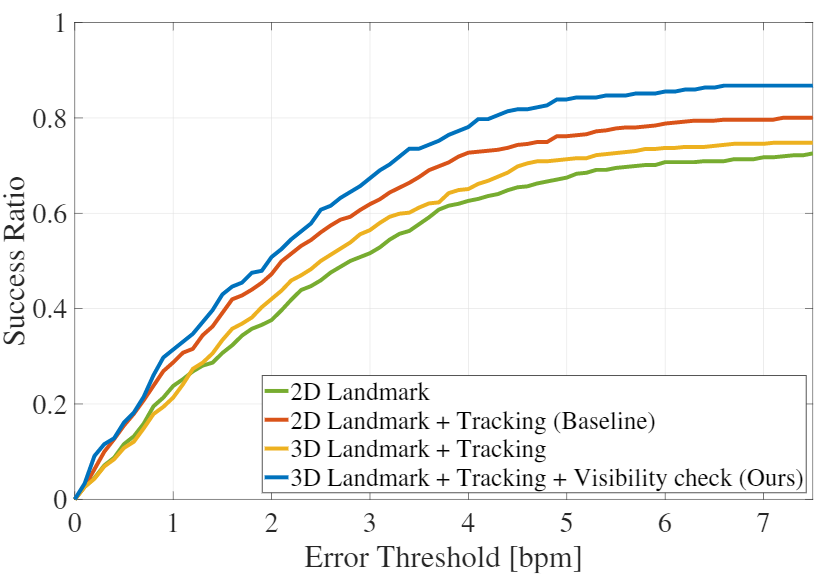 1
0.8
0.6
0.4
0.2
0
Success Ratio
2D Landmark
2D Landmark + Tracking (Baseline)
3D Landmark + Tracking
3D Landmark + Tracking + Visibility check (Ours)
0 1 2 3 4 5 6 7
Error Threshold [bpm]